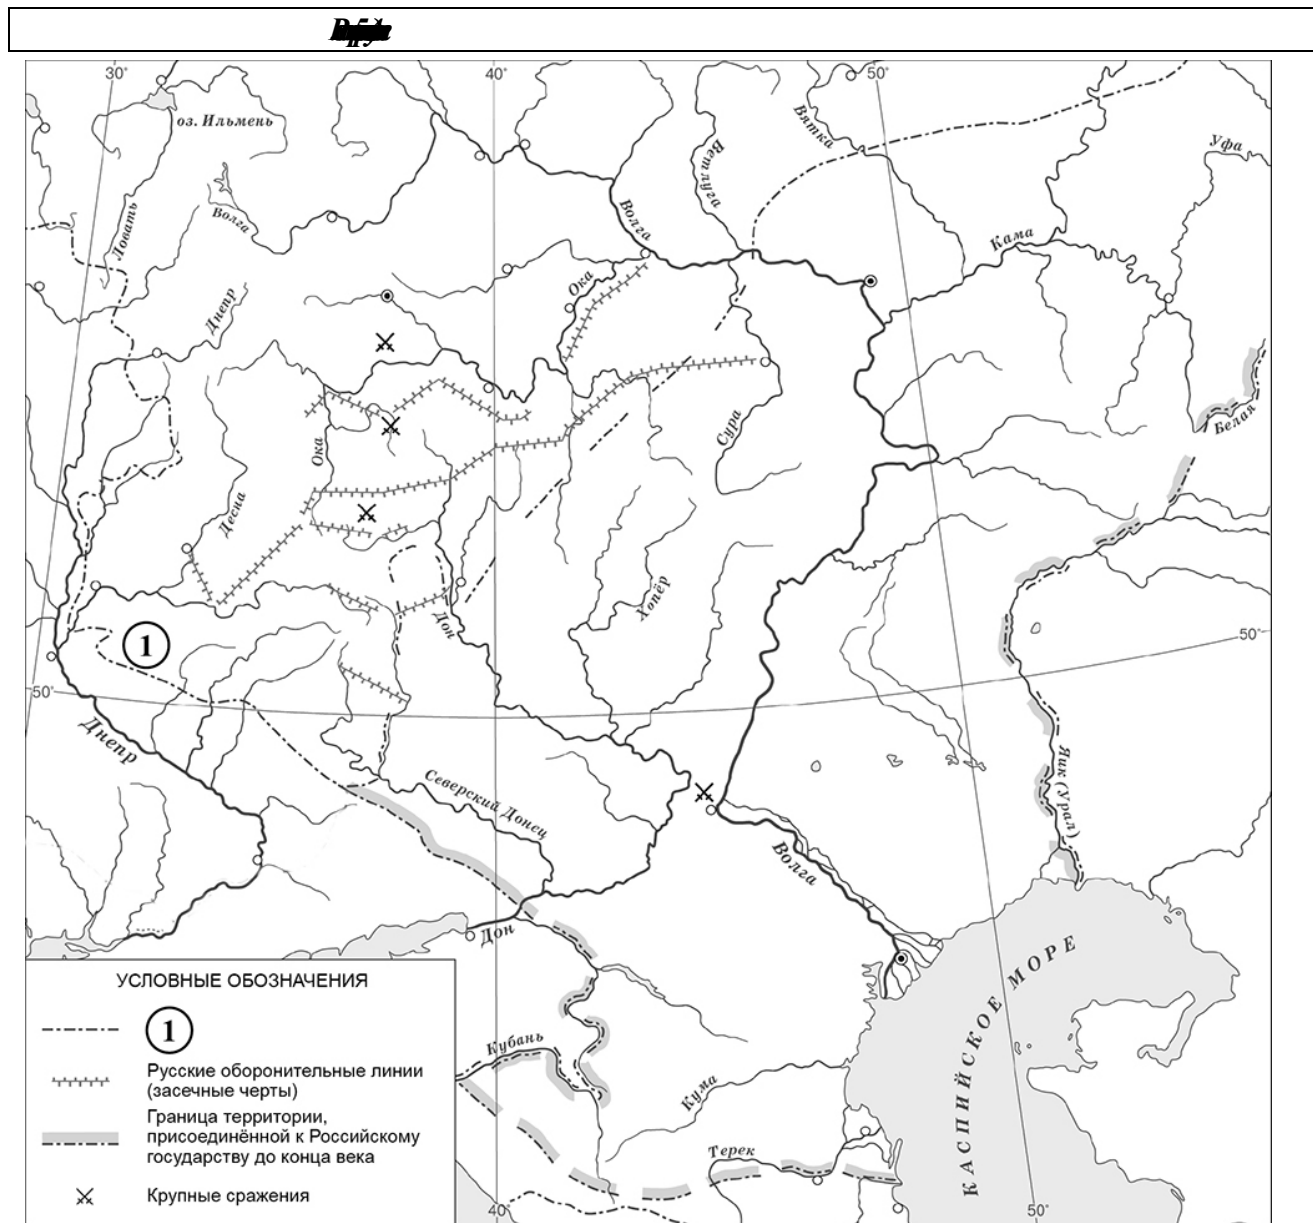 30°
40°
50°
оз. Ильмень
Вятка
Уфа
Ветлуга
Волга
Ловать
Волга
Кама
Ока
Днепр
Белая
Сура
Ока
Десна
Хопёр
Дон
1
50°
50°
Днепр
Северский Донец
Яик (Урал)
Волга
Дон
КАСПИЙСКОЕ МОРЕ
УСЛОВНЫЕ ОБОЗНАЧЕНИЯ
1
Кубань
Русские оборонительные линии
(засечные черты)
Кума
Граница территории,
присоединённой к Российскому
государству до конца века
Терек
Крупные сражения
40°
50°